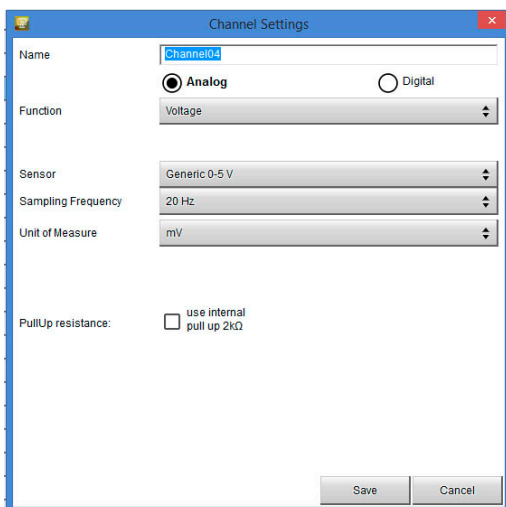 Channel Settings
Name Channel04
Analog Digital
Function Voltage
Sensor Generic 0-5 V
Sampling Frequency 20 Hz
Unit of Measure mV
PullUp resistance: use internal
pull up 2kΩ
Save Cancel